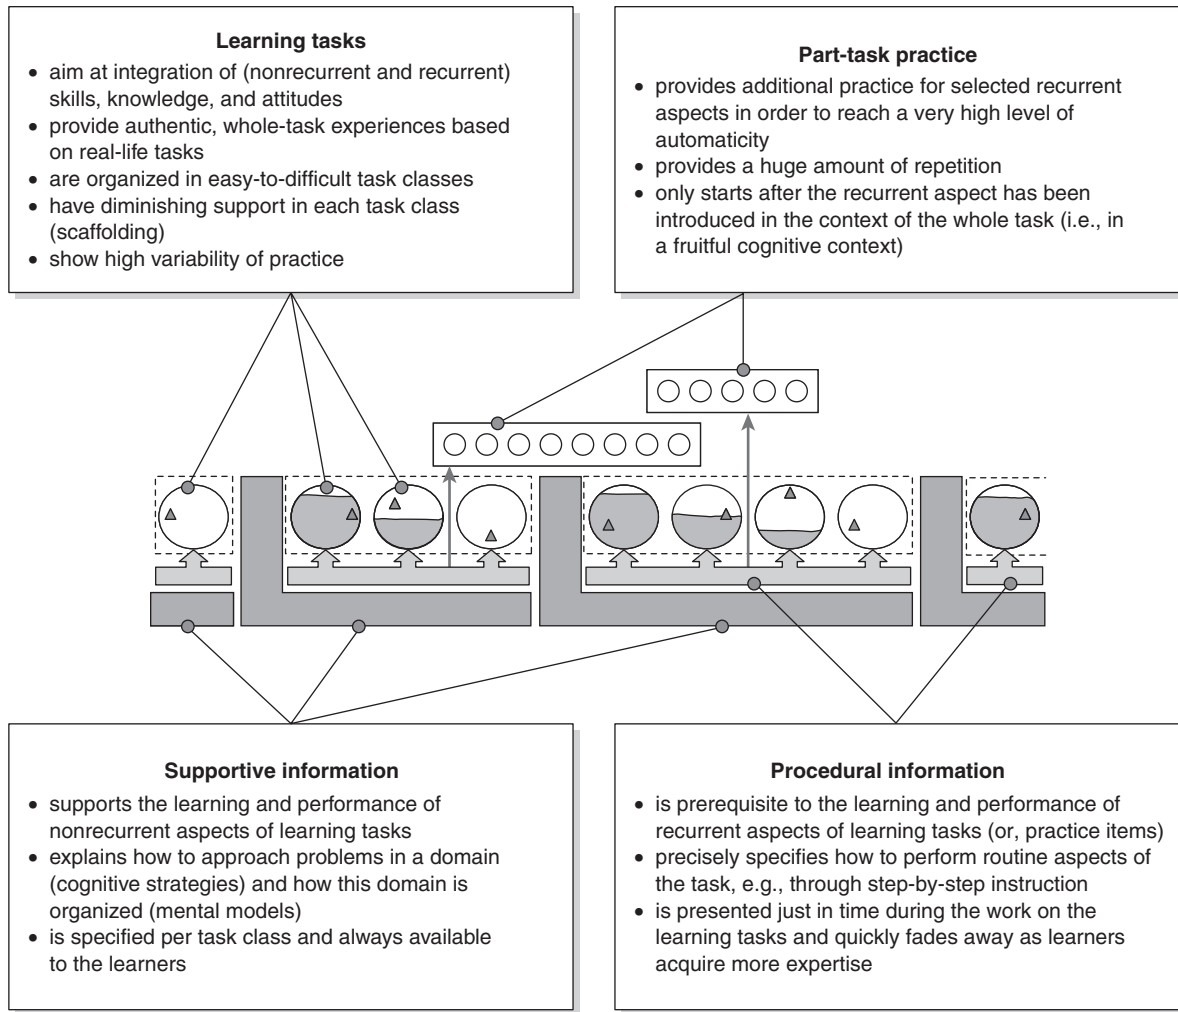 Learning tasks
• aim at integration of (nonrecurrent and recurrent)
skills, knowledge, and attitudes
• provide authentic, whole-task experiences based
on real-life tasks
• are organized in easy-to-difficult task classes
• have diminishing support in each task class
(scaffolding)
• show high variability of practice
Part-task practice
• provides additional practice for selected recurrent
aspects in order to reach a very high level of
automaticity
• provides a huge amount of repetition
• only starts after the recurrent aspect has been
introduced in the context of the whole task (i.e., in
a fruitful cognitive context)
Supportive information
• supports the learning and performance of
nonrecurrent aspects of learning tasks
• explains how to approach problems in a domain
(cognitive strategies) and how this domain is
organized (mental models)
• is specified per task class and always available
to the learners
Procedural information
• is prerequisite to the learning and performance of
recurrent aspects of learning tasks (or, practice items)
• precisely specifies how to perform routine aspects of
the task, e.g., through step-by-step instruction
• is presented just in time during the work on the
learning tasks and quickly fades away as learners
acquire more expertise